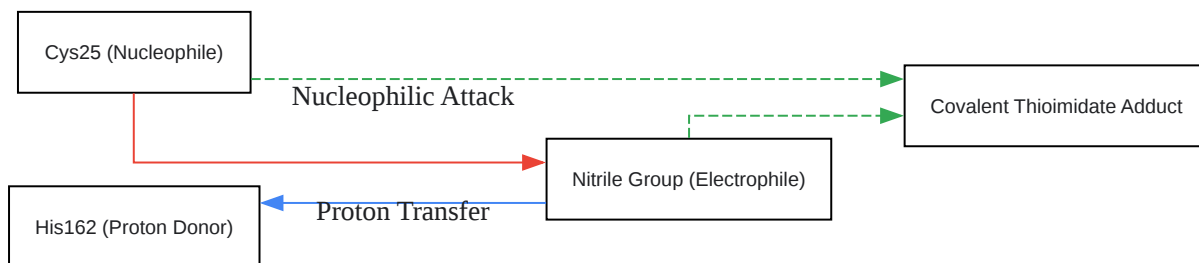 Cys25 (Nucleophile)
Nucleophilic Attack
Covalent Thioimidate Adduct
Nitrile Group (Electrophile)
Proton Transfer
His162 (Proton Donor)